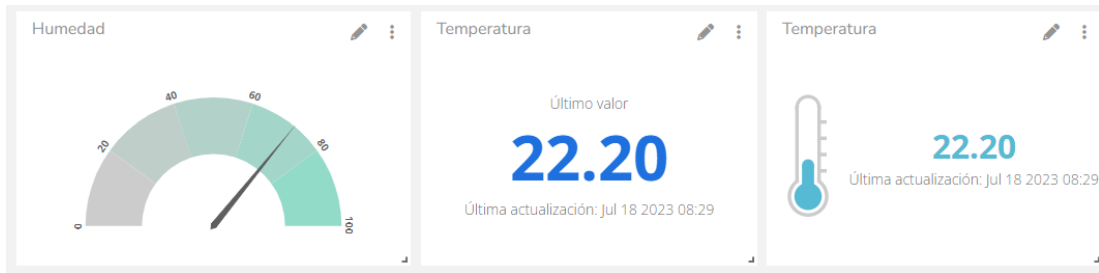 Humedad
0
20
40
60
80
100
Temperatura
Último valor
22.20
Última actualización: Jul 18 2023 08:29
Temperatura
22.20
Última actualización: Jul 18 2023 08:29